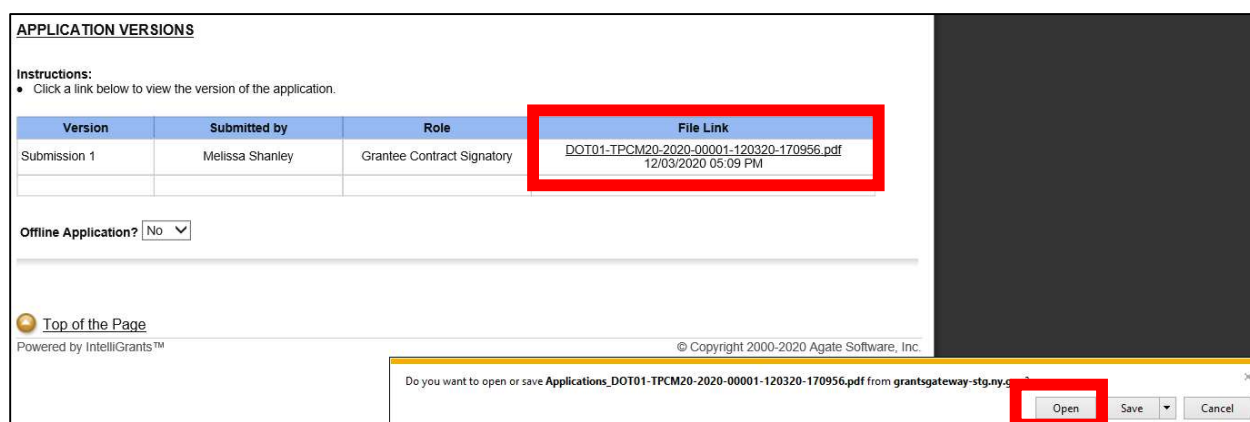 APPLICATION VERSIONS
Instructions:
• Click a link below to view the version of the application.
Version Submitted by Role File Link
Submission 1 Melissa Shanley Grantee Contract Signatory DOT01-TPCM20-2020-00001-120320-170956.pdf
12/03/2020 05:09 PM
Offline Application? No
Top of the Page
Powered by IntelliGrants™ © Copyright 2000-2020 Agate Software, Inc.
Do you want to open or save Applications_DOT01-TPCM20-2020-00001-120320-170956.pdf from grantsgateway-stg.ny.g
Open Save Cancel